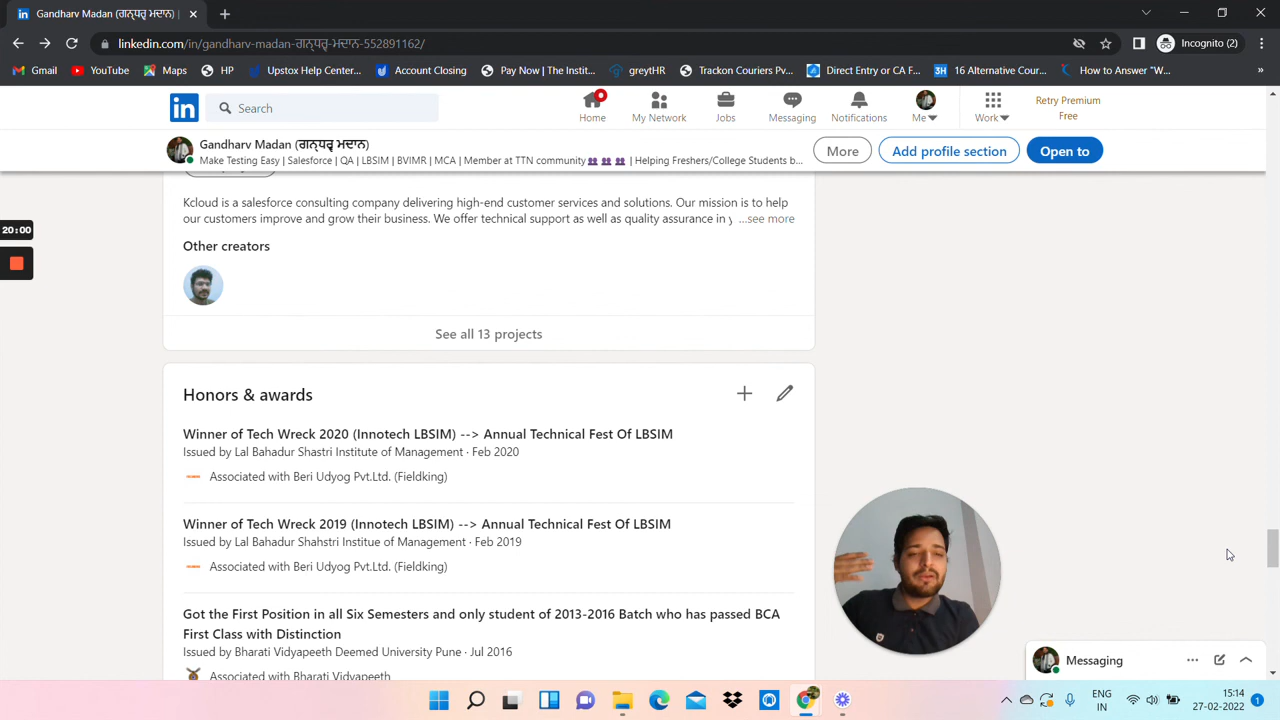 Gandharv Madan (ਗਨ੍ਧਰ੍ਵ ਮਦਾਨ)
linkedin.com/in/gandharv-madan-ਗਨ੍ਧਰ੍ਵ-ਮਦਾਨ-552891162/
Incognito (2)
Gmail
YouTube
Maps
HP
Upstox Help Center...
Account Closing
Pay Now | The Instit...
greytHR
Trackon Couriers Pv...
Direct Entry or CA F...
3H
16 Alternative Cour...
How to Answer "W...
»
in
Search
Home
My Network
Jobs
Messaging
Notifications
Me
Work
Retry Premium
Free
Gandharv Madan (ਗਨ੍ਧਰ੍ਵ ਮਦਾਨ)
Make Testing Easy | Salesforce | QA | LBSIM | BVIMR | MCA | Member at TTN community | Helping Freshers/College Students b...
More
Add profile section
Open to
20:00
Kcloud is a salesforce consulting company delivering high-end customer services and solutions. Our mission is to help
our customers improve and grow their business. We offer technical support as well as quality assurance in y ...see more
Other creators
See all 13 projects
Honors & awards
Winner of Tech Wreck 2020 (Innotech LBSIM) --> Annual Technical Fest Of LBSIM
Issued by Lal Bahadur Shastri Institute of Management · Feb 2020
Associated with Beri Udyog Pvt.Ltd. (Fieldking)
Winner of Tech Wreck 2019 (Innotech LBSIM) --> Annual Technical Fest Of LBSIM
Issued by Lal Bahadur Shahstri Institue of Management · Feb 2019
Associated with Beri Udyog Pvt.Ltd. (Fieldking)
Got the First Position in all Six Semesters and only student of 2013-2016 Batch who has passed BCA
First Class with Distinction
Issued by Bharati Vidyapeeth Deemed University Pune · Jul 2016
Associated with Bharati Vidyapeeth
Messaging
ENG
IN
15:14
27-02-2022
1